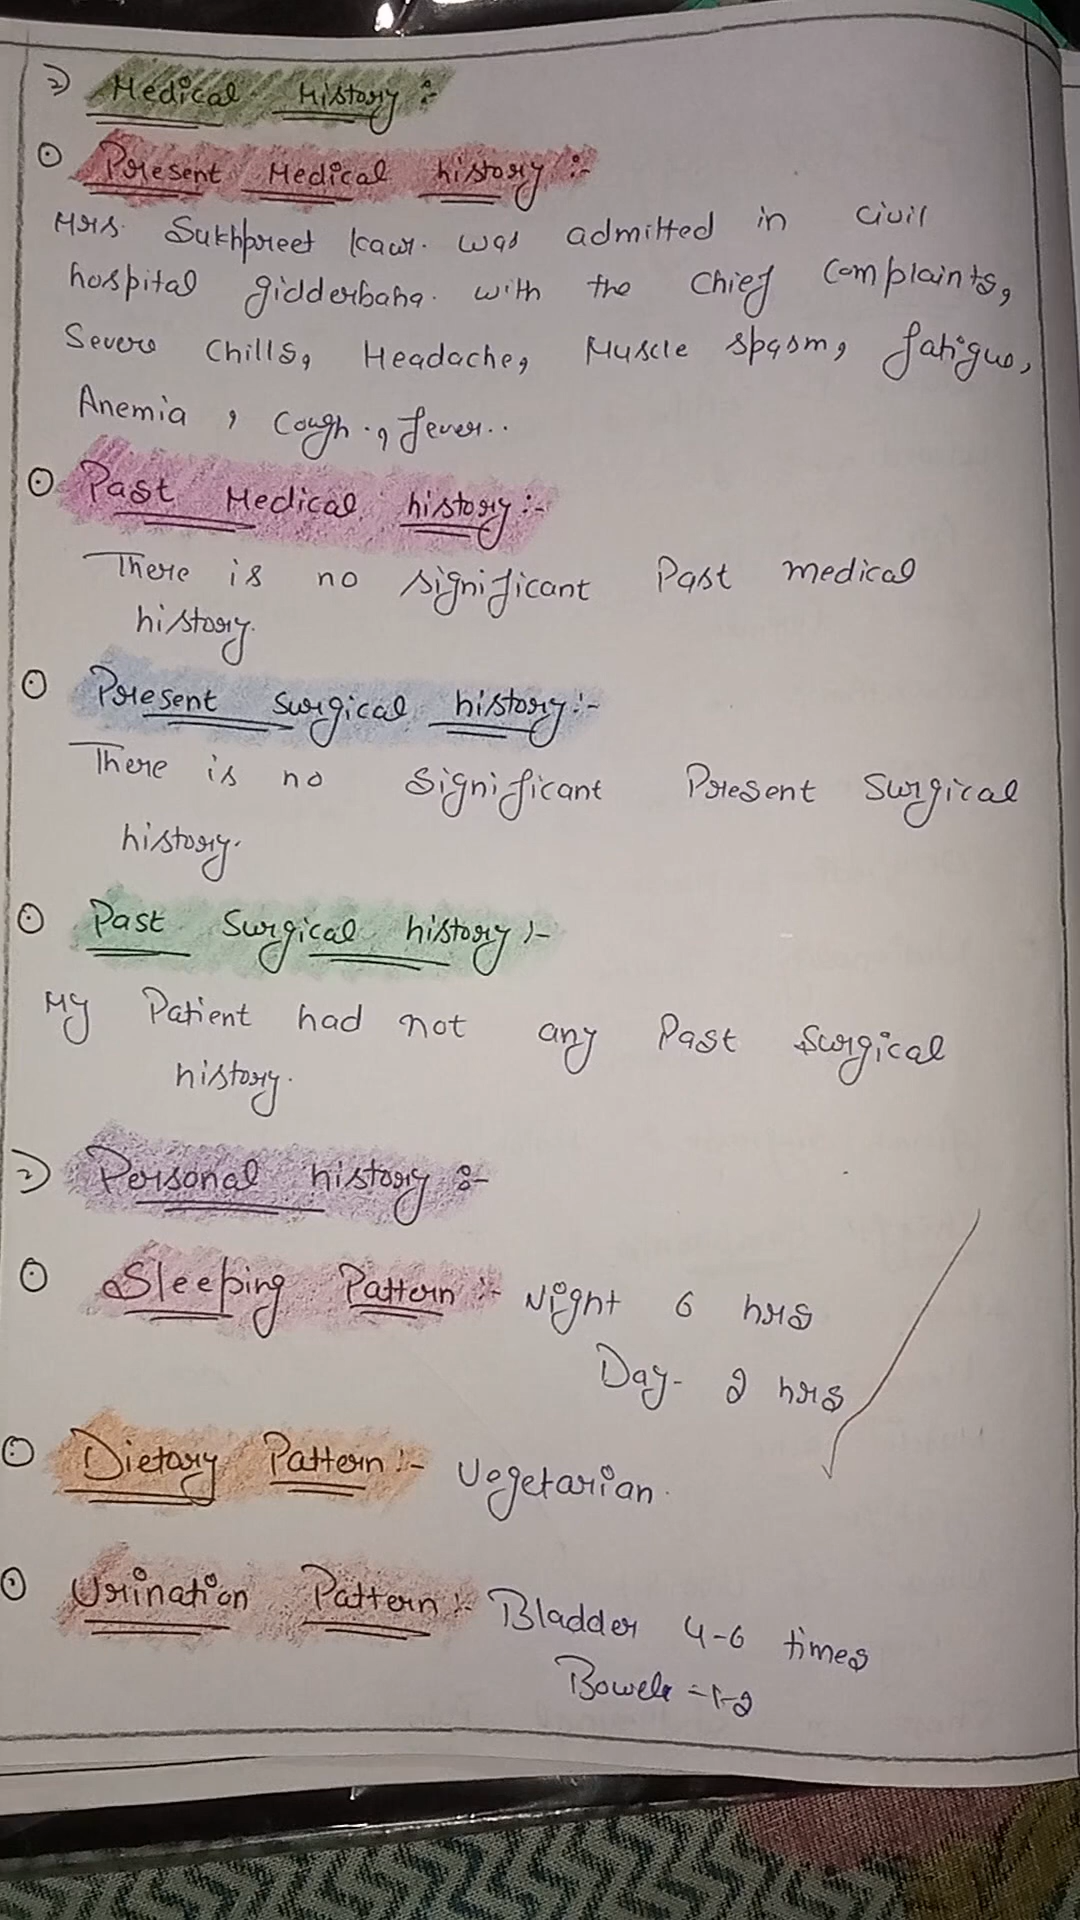 2) Medical History :-
⊙ Present Medical history :-
Mrs. Sukhpreet kaur. was admitted in civil
hospital gidderbaha. with the Chief Complaints,
Severe Chills, Headache, Muscle spasm, fatigue,
Anemia , Cough . , fever..
⊙ Past Medical history :-
There is no significant Past medical
history.
⊙ Present Surgical history :-
There is no significant Present Surgical
history.
⊙ Past Surgical history :-
My Patient had not any Past Surgical
history.
2) Personal history :-
⊙ Sleeping Pattern :- Night 6 hrs
Day- 2 hrs
⊙ Dietary Pattern :- Vegetarian.
⊙ Urination Pattern :- Bladder 4-6 times
Bowel = 1-2